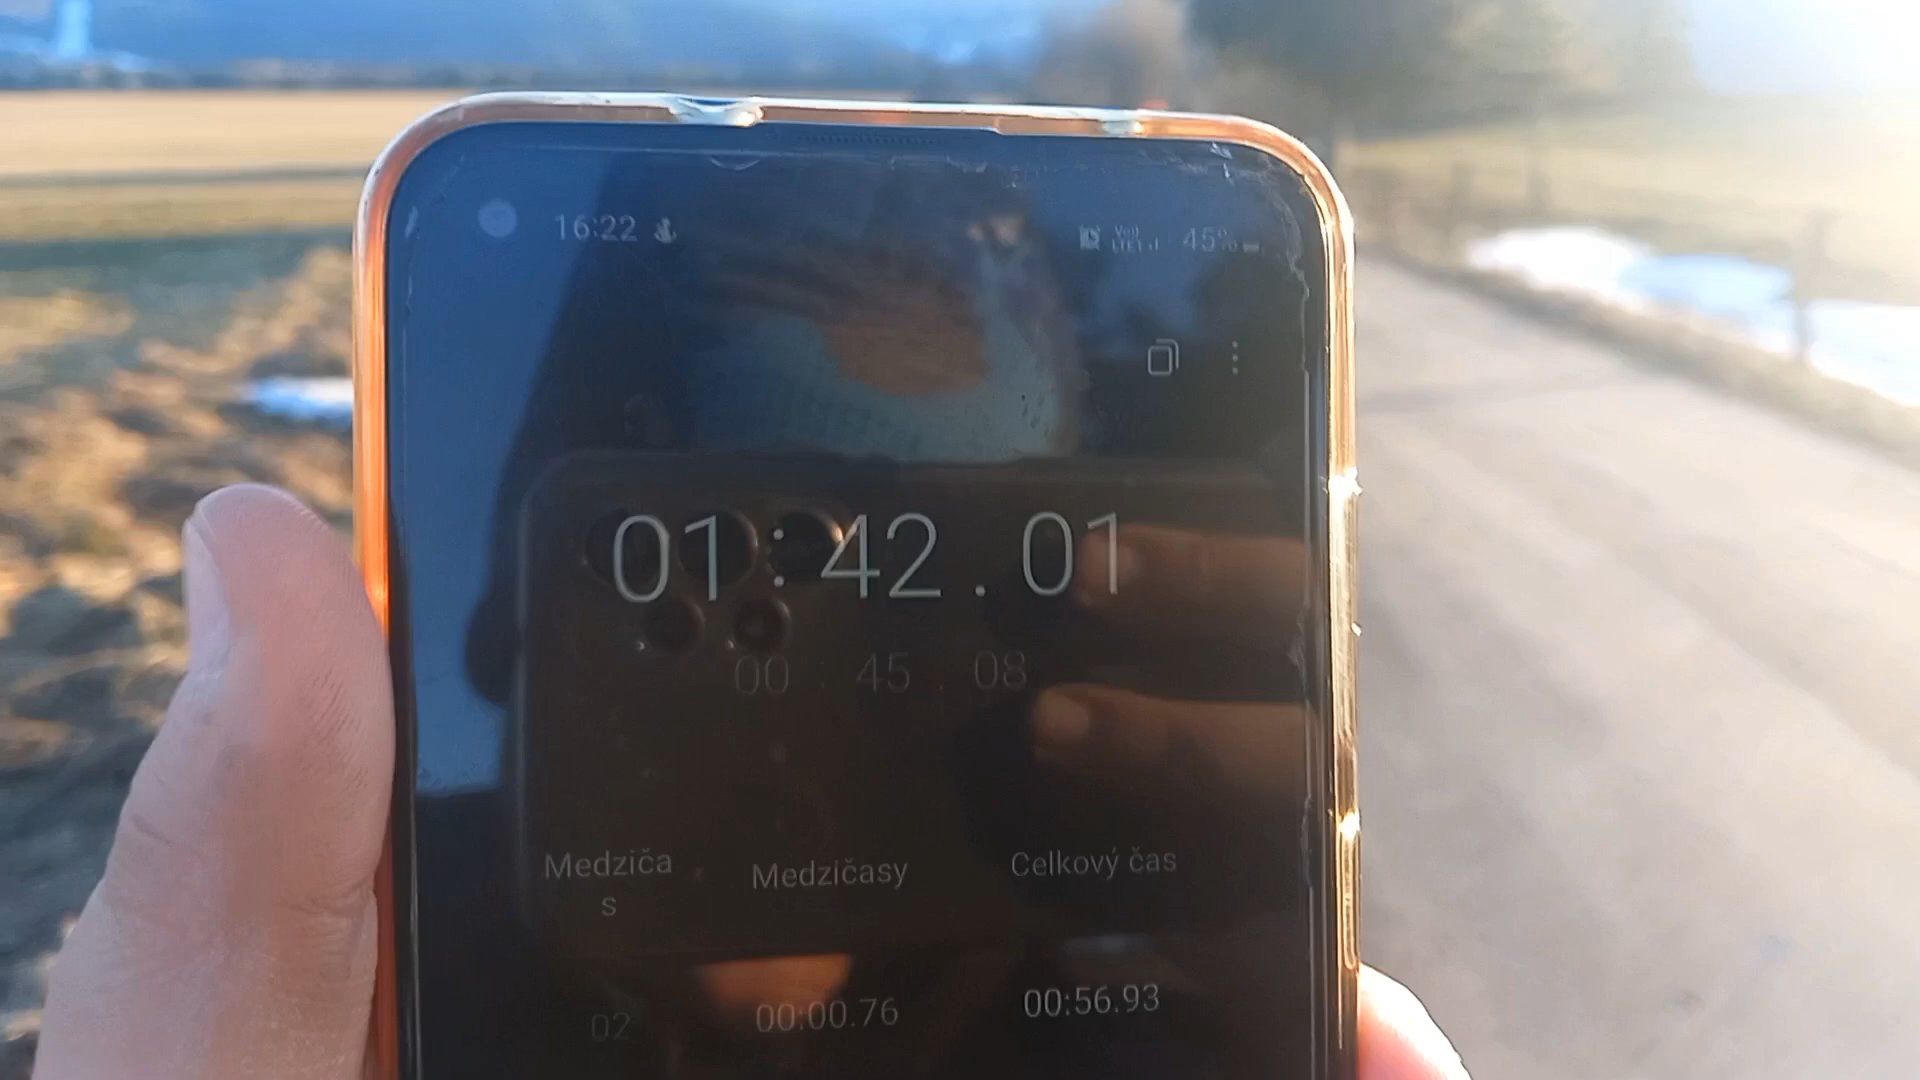 16:22 45%
01:42.01
00:45.08
Medziča
s
Medzičasy
Celkový čas
02 00:00.76 00:56.93